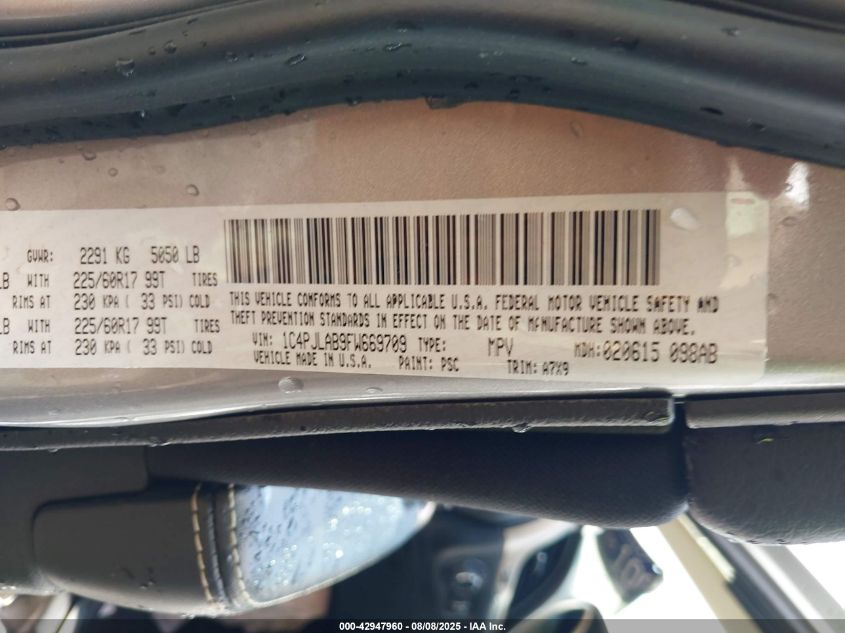 GVWR: 2291 KG 5050 LB
LB WITH 225/60R17 99T TIRES
RIMS AT 230 KPA ( 33 PSI) COLD
LB WITH 225/60R17 99T TIRES
RIMS AT 230 KPA ( 33 PSI) COLD
THIS VEHICLE CONFORMS TO ALL APPLICABLE U.S.A. FEDERAL MOTOR VEHICLE SAFETY AND
THEFT PREVENTION STANDARDS IN EFFECT ON THE DATE OF MANUFACTURE SHOWN ABOVE.
VIN: 1C4PJLAB9FW669709 TYPE: MPV MDH: 020615 098AB
VEHICLE MADE IN U.S.A. PAINT: PSC TRIM: A7X9
000-42947960 - 08/08/2025 - IAA Inc.